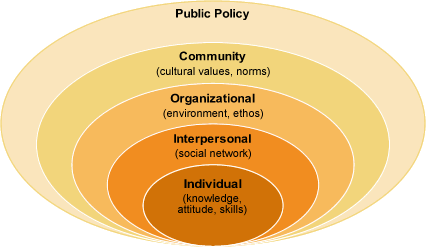 Public Policy
Community
(cultural values, norms)
Organizational
(environment, ethos)
Interpersonal
(social network)
Individual
(knowledge,
attitude, skills)